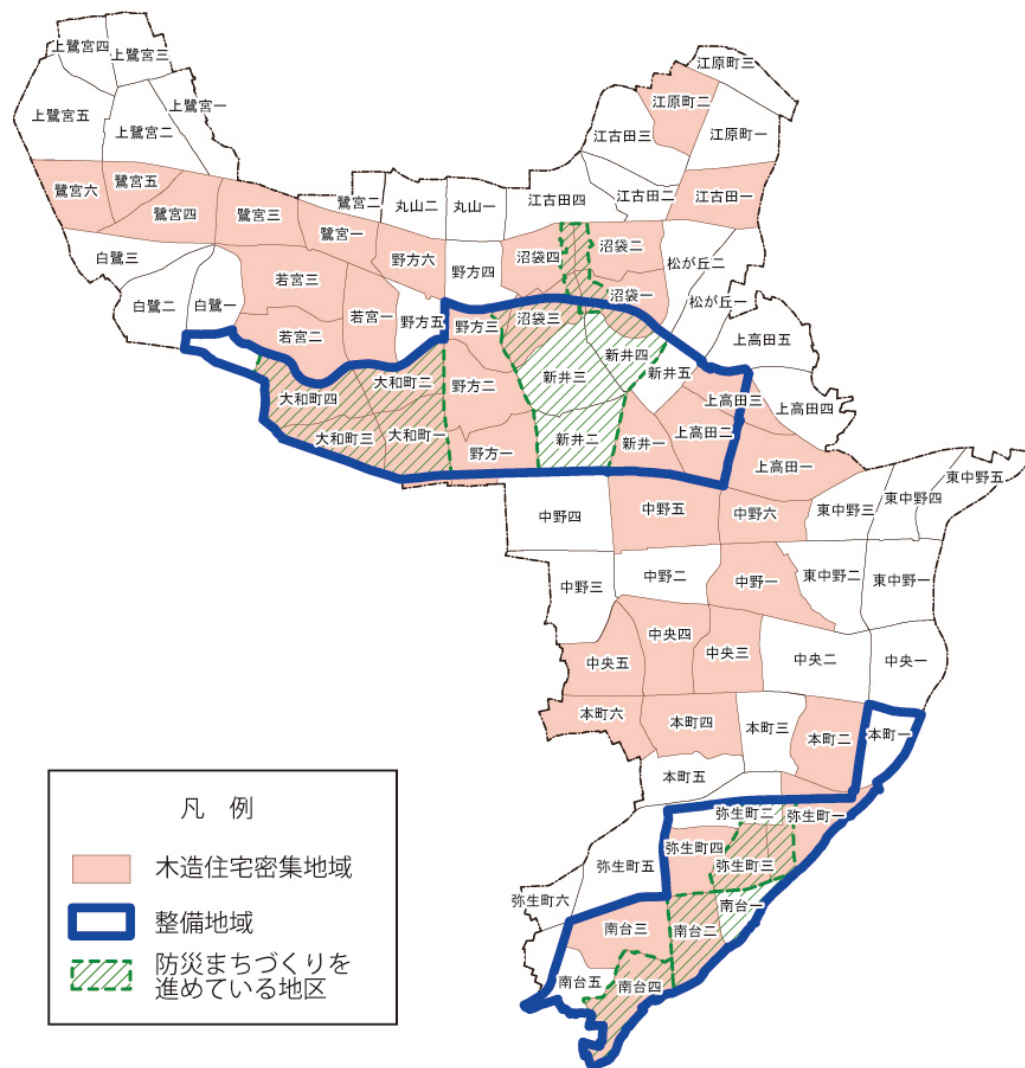 上鷺宮四
上鷺宮三
上鷺宮五
上鷺宮二
上鷺宮一
江原町三
江原町二
江原町一
江古田三
江古田二
江古田一
江古田四
鷺宮六
鷺宮五
鷺宮四
鷺宮三
鷺宮二
鷺宮一
丸山二
丸山一
沼袋四
沼袋二
沼袋一
沼袋三
松が丘二
松が丘一
白鷺三
白鷺二
白鷺一
若宮三
若宮二
若宮一
野方六
野方四
野方五
野方三
野方二
野方一
大和町四
大和町二
大和町三
大和町一
新井四
新井三
新井五
新井二
新井一
上高田五
上高田四
上高田三
上高田二
上高田一
中野四
中野五
中野六
東中野三
東中野四
東中野五
中野三
中野二
中野一
東中野二
東中野一
中央五
中央四
中央三
中央二
中央一
本町六
本町四
本町三
本町二
本町一
本町五
弥生町二
弥生町一
弥生町四
弥生町三
弥生町五
弥生町六
南台一
南台二
南台三
南台五
南台四
凡 例
木造住宅密集地域
整備地域
防災まちづくりを
進めている地区